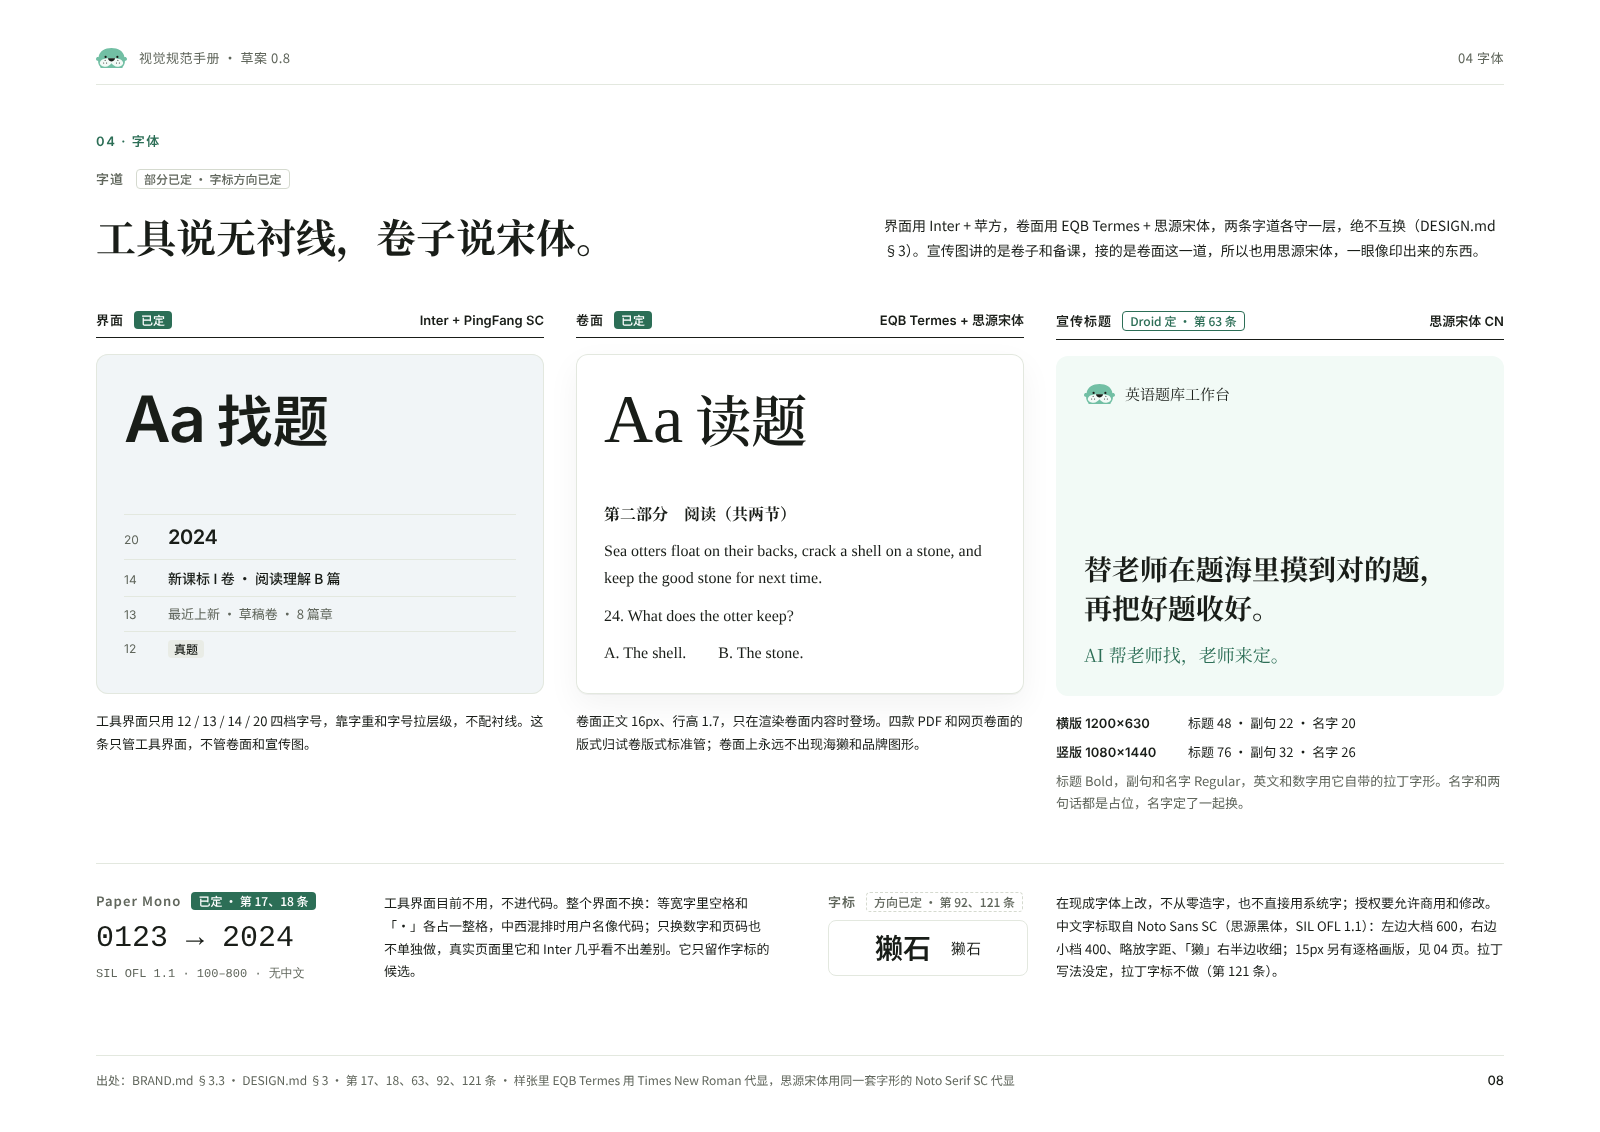 视觉规范手册 · 草案 0.8
04 字体
04 · 字体
字道 部分已定 · 字标方向已定
工具说无衬线，卷子说宋体。
界面用 Inter + 苹方，卷面用 EQB Termes + 思源宋体，两条字道各守一层，绝不互换（DESIGN.md
§3）。宣传图讲的是卷子和备课，接的是卷面这一道，所以也用思源宋体，一眼像印出来的东西。
界面 已定 Inter + PingFang SC
Aa 找题
20 2024
14 新课标 I 卷 · 阅读理解 B 篇
13 最近上新 · 草稿卷 · 8 篇章
12 真题
工具界面只用 12 / 13 / 14 / 20 四档字号，靠字重和字号拉层级，不配衬线。这
条只管工具界面，不管卷面和宣传图。
卷面 已定 EQB Termes + 思源宋体
Aa 读题
第二部分　阅读（共两节）
Sea otters float on their backs, crack a shell on a stone, and
keep the good stone for next time.
24. What does the otter keep?
A. The shell. B. The stone.
卷面正文 16px、行高 1.7，只在渲染卷面内容时登场。四款 PDF 和网页卷面的
版式归试卷版式标准管；卷面上永远不出现海獭和品牌图形。
宣传标题 Droid 定 · 第 63 条 思源宋体 CN
英语题库工作台
替老师在题海里摸到对的题，
再把好题收好。
AI 帮老师找，老师来定。
横版 1200×630 标题 48 · 副句 22 · 名字 20
竖版 1080×1440 标题 76 · 副句 32 · 名字 26
标题 Bold，副句和名字 Regular，英文和数字用它自带的拉丁字形。名字和两
句话都是占位，名字定了一起换。
Paper Mono 已定 · 第 17、18 条
0123 → 2024
SIL OFL 1.1 · 100–800 · 无中文
工具界面目前不用，不进代码。整个界面不换：等宽字里空格和
「·」各占一整格，中西混排时用户名像代码；只换数字和页码也
不单独做，真实页面里它和 Inter 几乎看不出差别。它只留作字标的
候选。
字标 方向已定 · 第 92、121 条
獭石 獭石
在现成字体上改，不从零造字，也不直接用系统字；授权要允许商用和修改。
中文字标取自 Noto Sans SC（思源黑体，SIL OFL 1.1）：左边大档 600，右边
小档 400、略放字距、「獭」右半边收细；15px 另有逐格画版，见 04 页。拉丁
写法没定，拉丁字标不做（第 121 条）。
出处：BRAND.md §3.3 · DESIGN.md §3 · 第 17、18、63、92、121 条 · 样张里 EQB Termes 用 Times New Roman 代显，思源宋体用同一套字形的 Noto Serif SC 代显
08